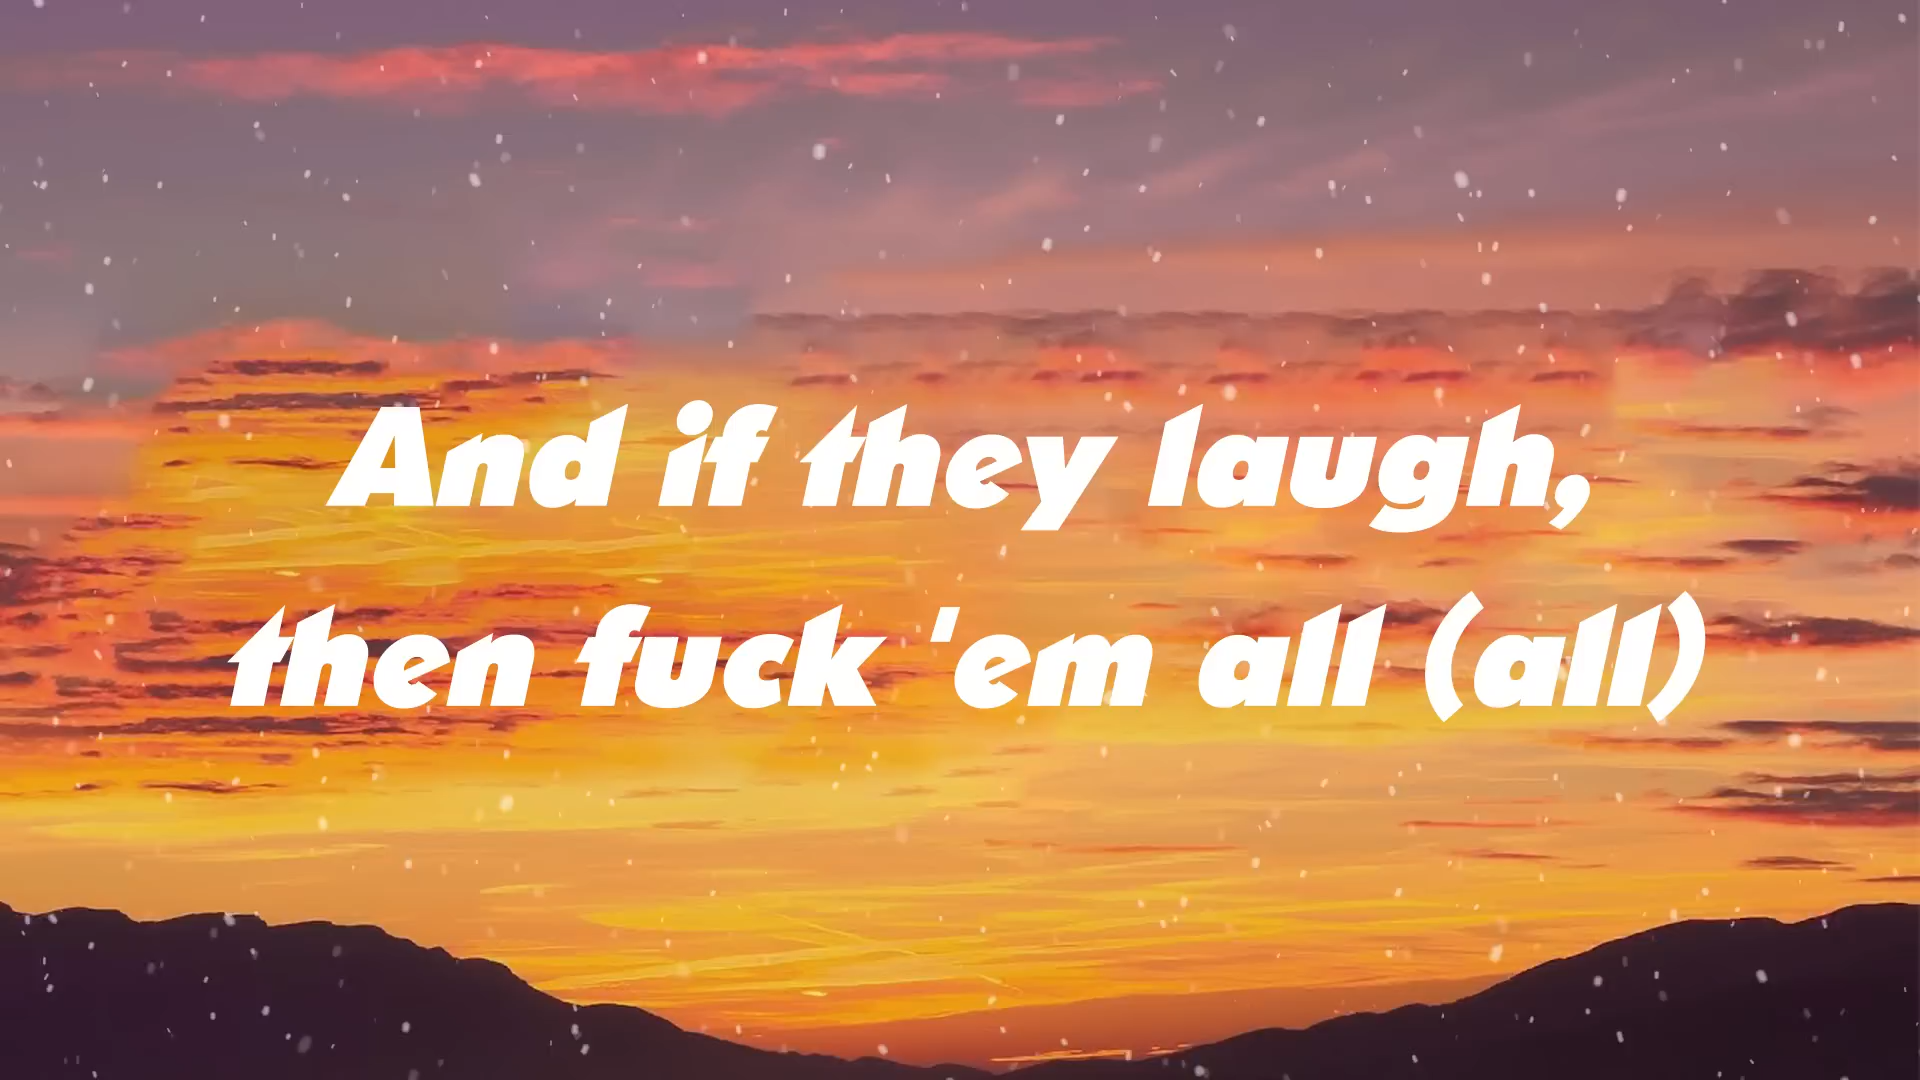 And if they laugh,
then fuck 'em all (all)